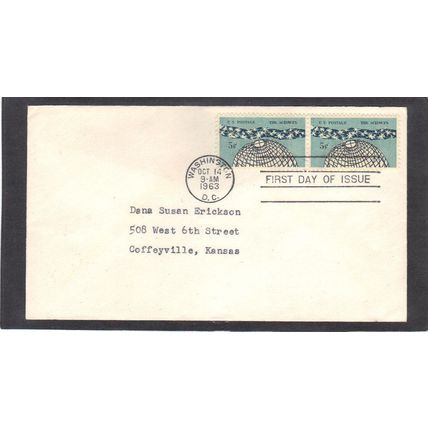 U.S. POSTAGE THE SCIENCES U.S. POSTAGE THE SCIENCES
5¢ 5¢
WASHINGTON
OCT 14
9-AM
1963
D.C.
FIRST DAY OF ISSUE
Dana Susan Erickson
508 West 6th Street
Coffeyville, Kansas